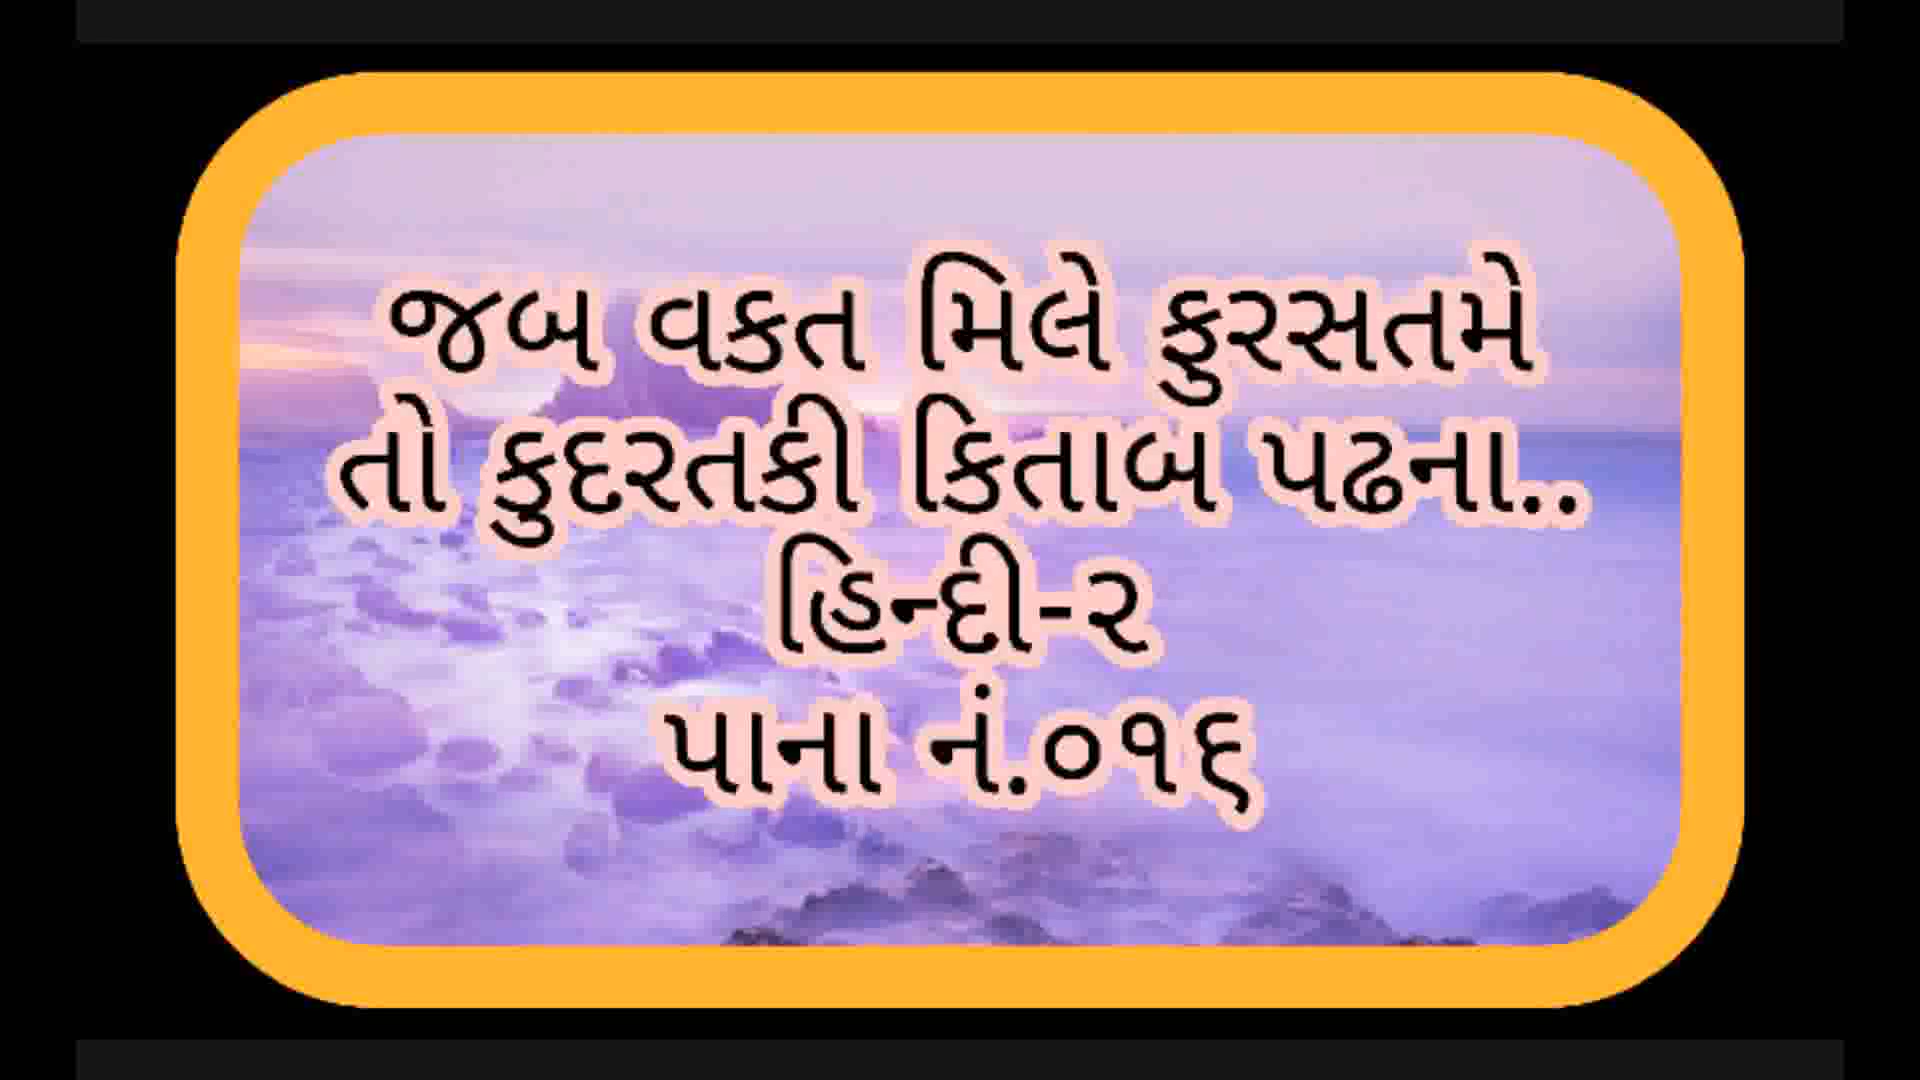 જબ વકત મિલે ફુરસતમે
તો કુદરતકી કિતાબ પઢના..
હિન્દી-૨
પાના નં.૦૧૬